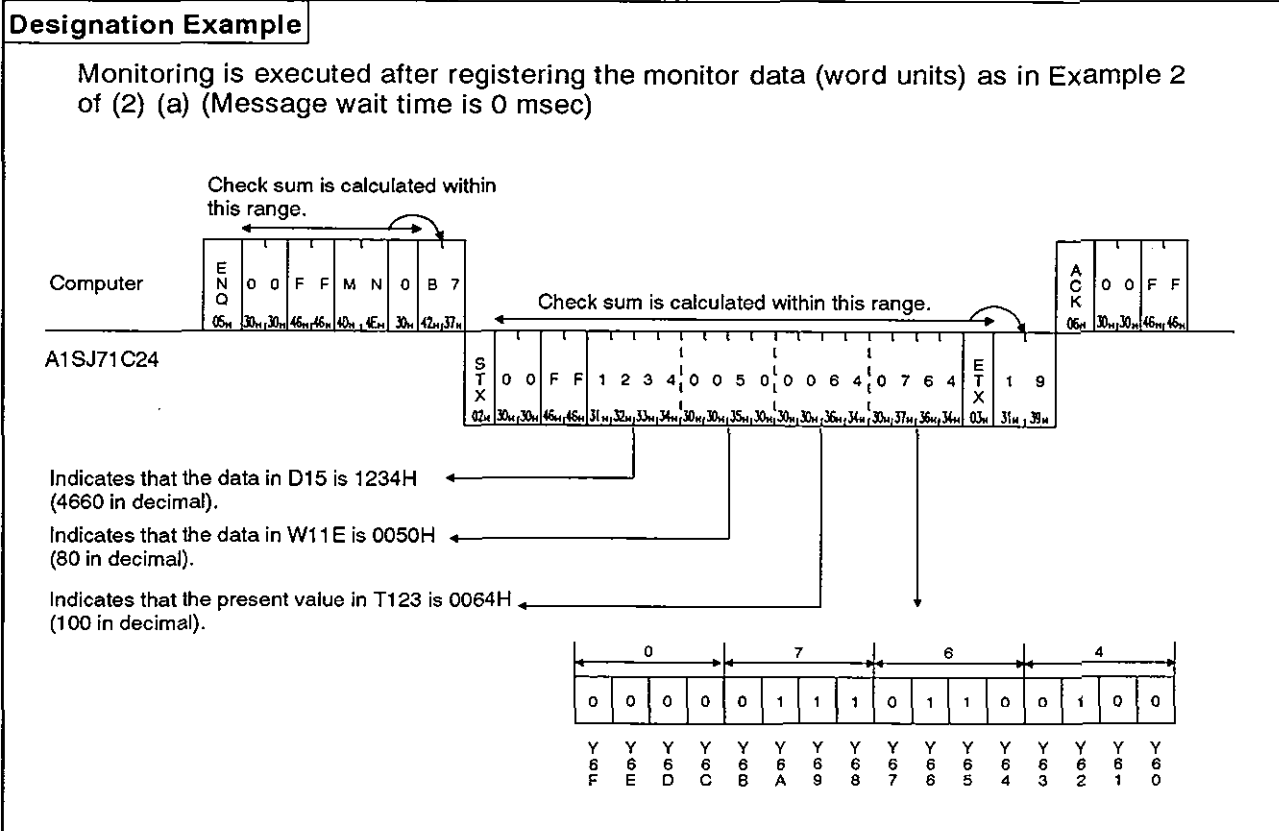 Designation Example
Monitoring is executed after registering the monitor data (word units) as in Example 2
of (2) (a) (Message wait time is 0 msec)
Check sum is calculated within
this range.
Computer
ENQ 0 0 F F M N 0 B 7
05H 30H,30H 46H,46H 4DH,4EH 30H 42H,37H
Check sum is calculated within this range.
ACK 0 0 F F
06H 30H,30H 46H,46H
A1SJ71C24
STX 0 0 F F 1 2 3 4 0 0 5 0 0 0 6 4 0 7 6 4 ETX 1 9
02H 30H,30H 46H,46H 31H,32H,33H,34H,30H,30H,35H,30H,30H,30H,36H,34H,30H,37H,36H,34H 03H 31H,39H
Indicates that the data in D15 is 1234H
(4660 in decimal).
Indicates that the data in W11E is 0050H
(80 in decimal).
Indicates that the present value in T123 is 0064H
(100 in decimal).
0 7 6 4
0 0 0 0 0 1 1 1 0 1 1 0 0 1 0 0
Y6F Y6E Y6D Y6C Y6B Y6A Y69 Y68 Y67 Y66 Y65 Y64 Y63 Y62 Y61 Y60